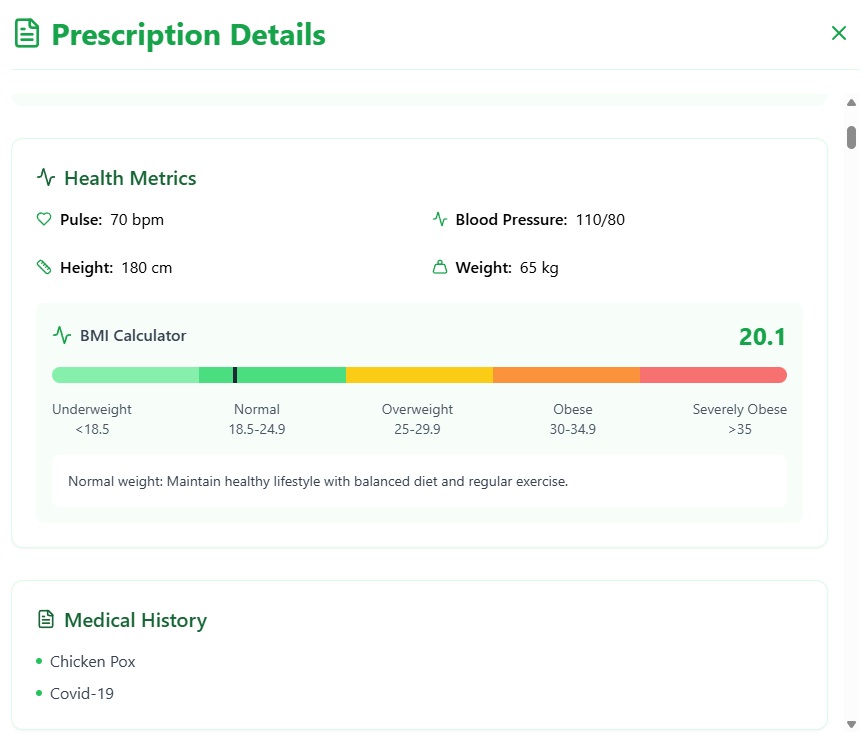 Prescription Details
Health Metrics
Pulse: 70 bpm
Blood Pressure: 110/80
Height: 180 cm
Weight: 65 kg
BMI Calculator
20.1
Underweight
<18.5
Normal
18.5-24.9
Overweight
25-29.9
Obese
30-34.9
Severely Obese
>35
Normal weight: Maintain healthy lifestyle with balanced diet and regular exercise.
Medical History
Chicken Pox
Covid-19